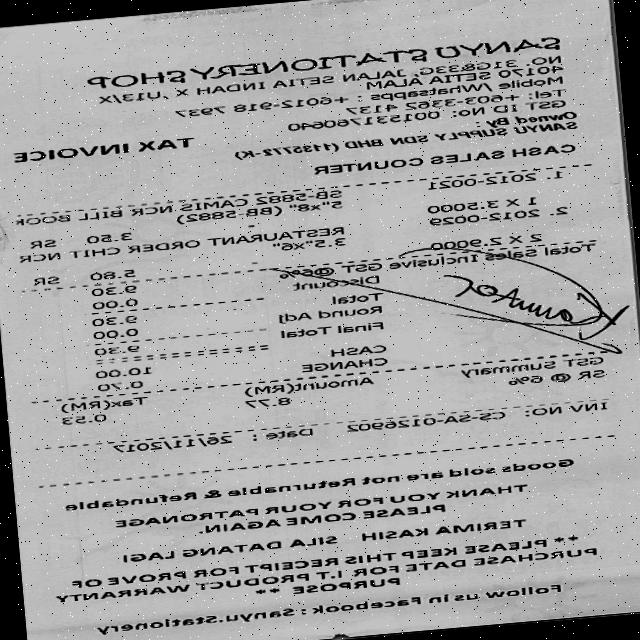 SANYU STATIONERY SHOP
NO. 31G&33G, JALAN SETIA INDAH X ,U13/X
40170 SETIA ALAM
Mobile /Whatsapps : +6012-918 7937
Tel: +603-3362 4137
GST ID No: 001531760640
Owned By :
SANYU SUPPLY SDN BHD (1135772-K)
TAX INVOICE
CASH SALES COUNTER
1. 2012-0021 SB-5882 CAMIS NCR BILL BOOK
5"x8" (BB-5882)
1 X 3.5000 3.50 SR
2. 2012-0029 RESTAURANT ORDER CHIT NCR
3.5"x6"
2 X 2.9000 5.80 SR
Total Sales Inclusive GST @6% 9.30
Discount 0.00
Total 9.30
Round Adj 0.00
Final Total 9.30
CASH 10.00
CHANGE 0.70
GST Summary Amount(RM) Tax(RM)
SR @ 6% 8.77 0.53
INV NO: CS-SA-0126902 Date : 26/11/2017
Goods sold are Not Returnable & Refundable
THANK YOU FOR YOUR PATRONAGE
PLEASE COME AGAIN.
TERIMA KASIH SILA DATANG LAGI
** PLEASE KEEP THIS RECEIPT FOR PROVE OF
PURCHASE DATE FOR I.T PRODUCT WARRANTY
PURPOSE **
Follow us in Facebook : Sanyu.Stationery